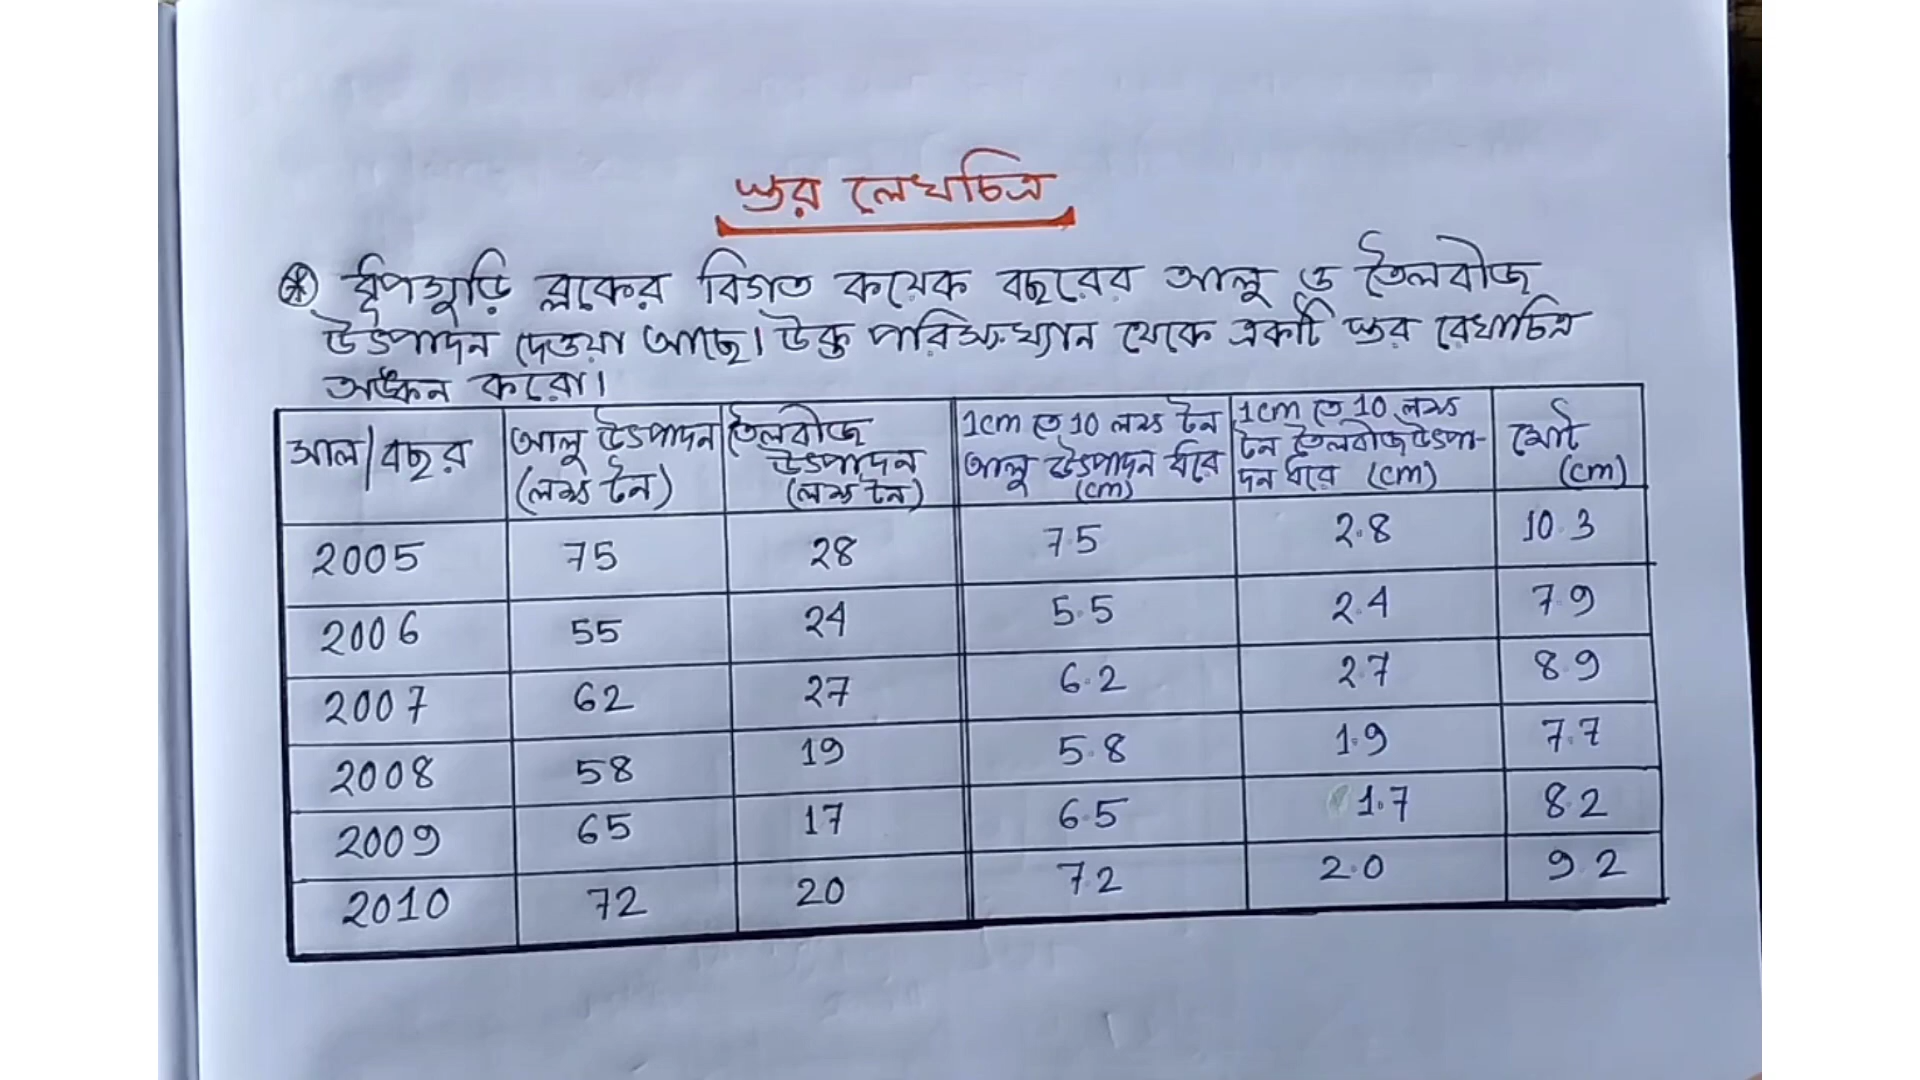 স্তর লেখচিত্র
ধূপগুড়ি ব্লকের বিগত কয়েক বছরের আলু ও তৈলবীজ
উৎপাদন দেওয়া আছে। উক্ত পরিসংখ্যান থেকে একটি স্তর রেখাচিত্র
অঙ্কন করো।
সাল/বছর | আলু উৎপাদন (লক্ষ টন) | তৈলবীজ উৎপাদন (লক্ষ টন) | 1cm তে 10 লক্ষ টন আলু উৎপাদন ধরে (cm) | 1cm তে 10 লক্ষ টন তৈলবীজ উৎপা-দন ধরে (cm) | মোট (cm)
2005 75 28 7.5 2.8 10.3
2006 55 24 5.5 2.4 7.9
2007 62 27 6.2 2.7 8.9
2008 58 19 5.8 1.9 7.7
2009 65 17 6.5 1.7 8.2
2010 72 20 7.2 2.0 9.2